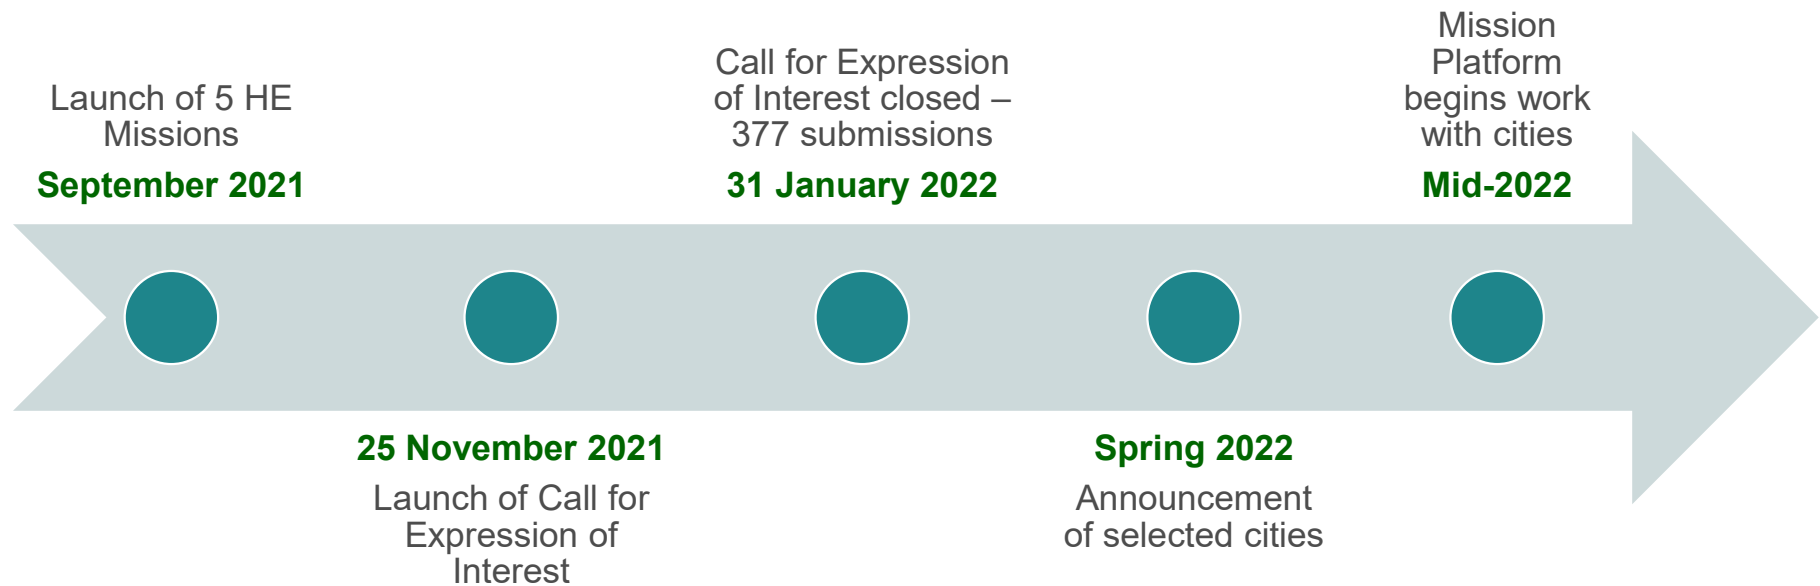 Launch of 5 HE
Missions
September 2021
25 November 2021
Launch of Call for
Expression of
Interest
Call for Expression
of Interest closed –
377 submissions
31 January 2022
Spring 2022
Announcement
of selected cities
Mission
Platform
begins work
with cities
Mid-2022